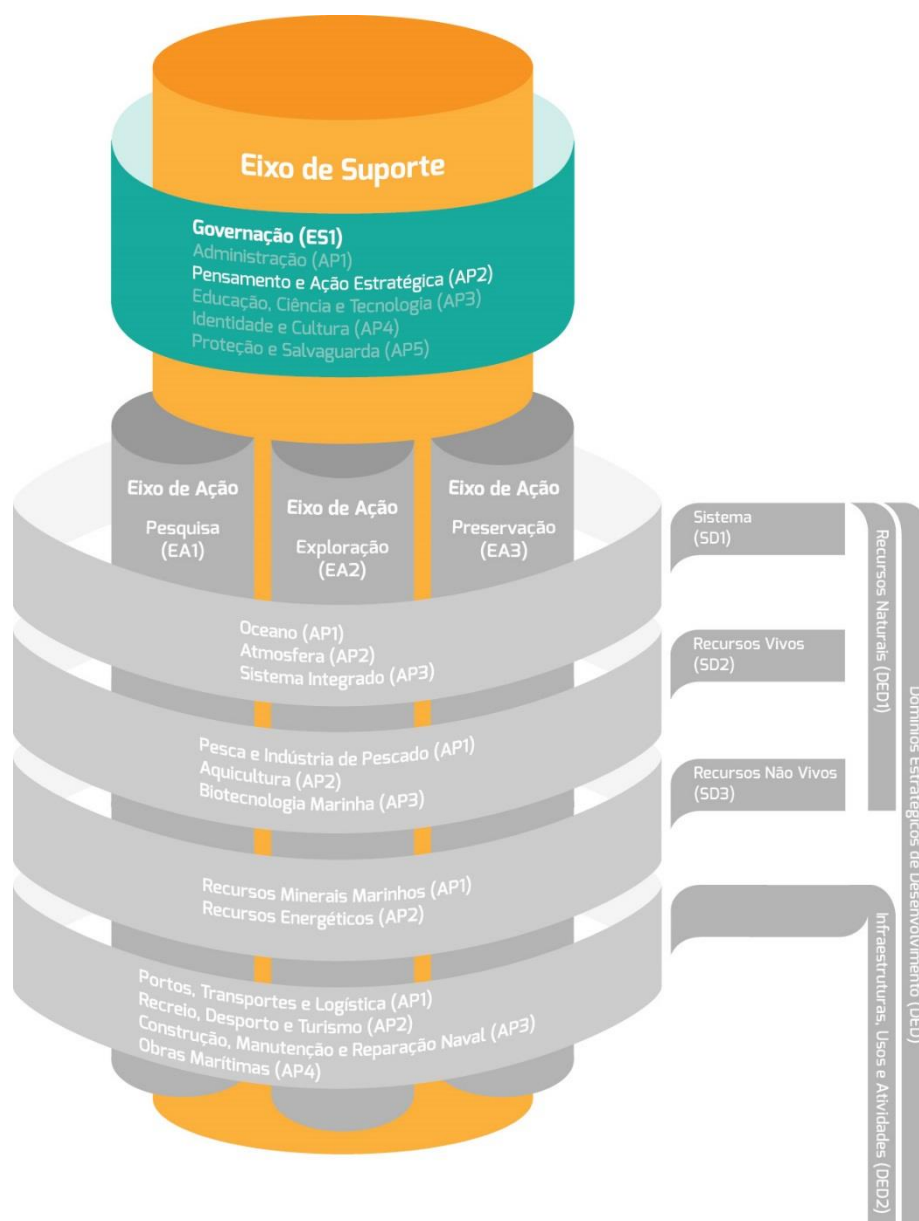 Eixo de Suporte
Governação (ES1)
Administração (AP1)
Pensamento e Ação Estratégica (AP2)
Educação, Ciência e Tecnologia (AP3)
Identidade e Cultura (AP4)
Proteção e Salvaguarda (AP5)
Eixo de Ação
Pesquisa
(EA1)
Eixo de Ação
Exploração
(EA2)
Eixo de Ação
Preservação
(EA3)
Sistema
(SD1)
Oceano (AP1)
Atmosfera (AP2)
Sistema Integrado (AP3)
Recursos Vivos
(SD2)
Pesca e Indústria de Pescado (AP1)
Aquicultura (AP2)
Biotecnologia Marinha (AP3)
Recursos Não Vivos
(SD3)
Recursos Minerais Marinhos (AP1)
Recursos Energéticos (AP2)
Portos, Transportes e Logística (AP1)
Recreio, Desporto e Turismo (AP2)
Construção, Manutenção e Reparação Naval (AP3)
Obras Marítimas (AP4)
Recursos Naturais (DED1)
Infraestruturas, Usos e Atividades (DED2)
Domínios Estratégicos de Desenvolvimento (DED)